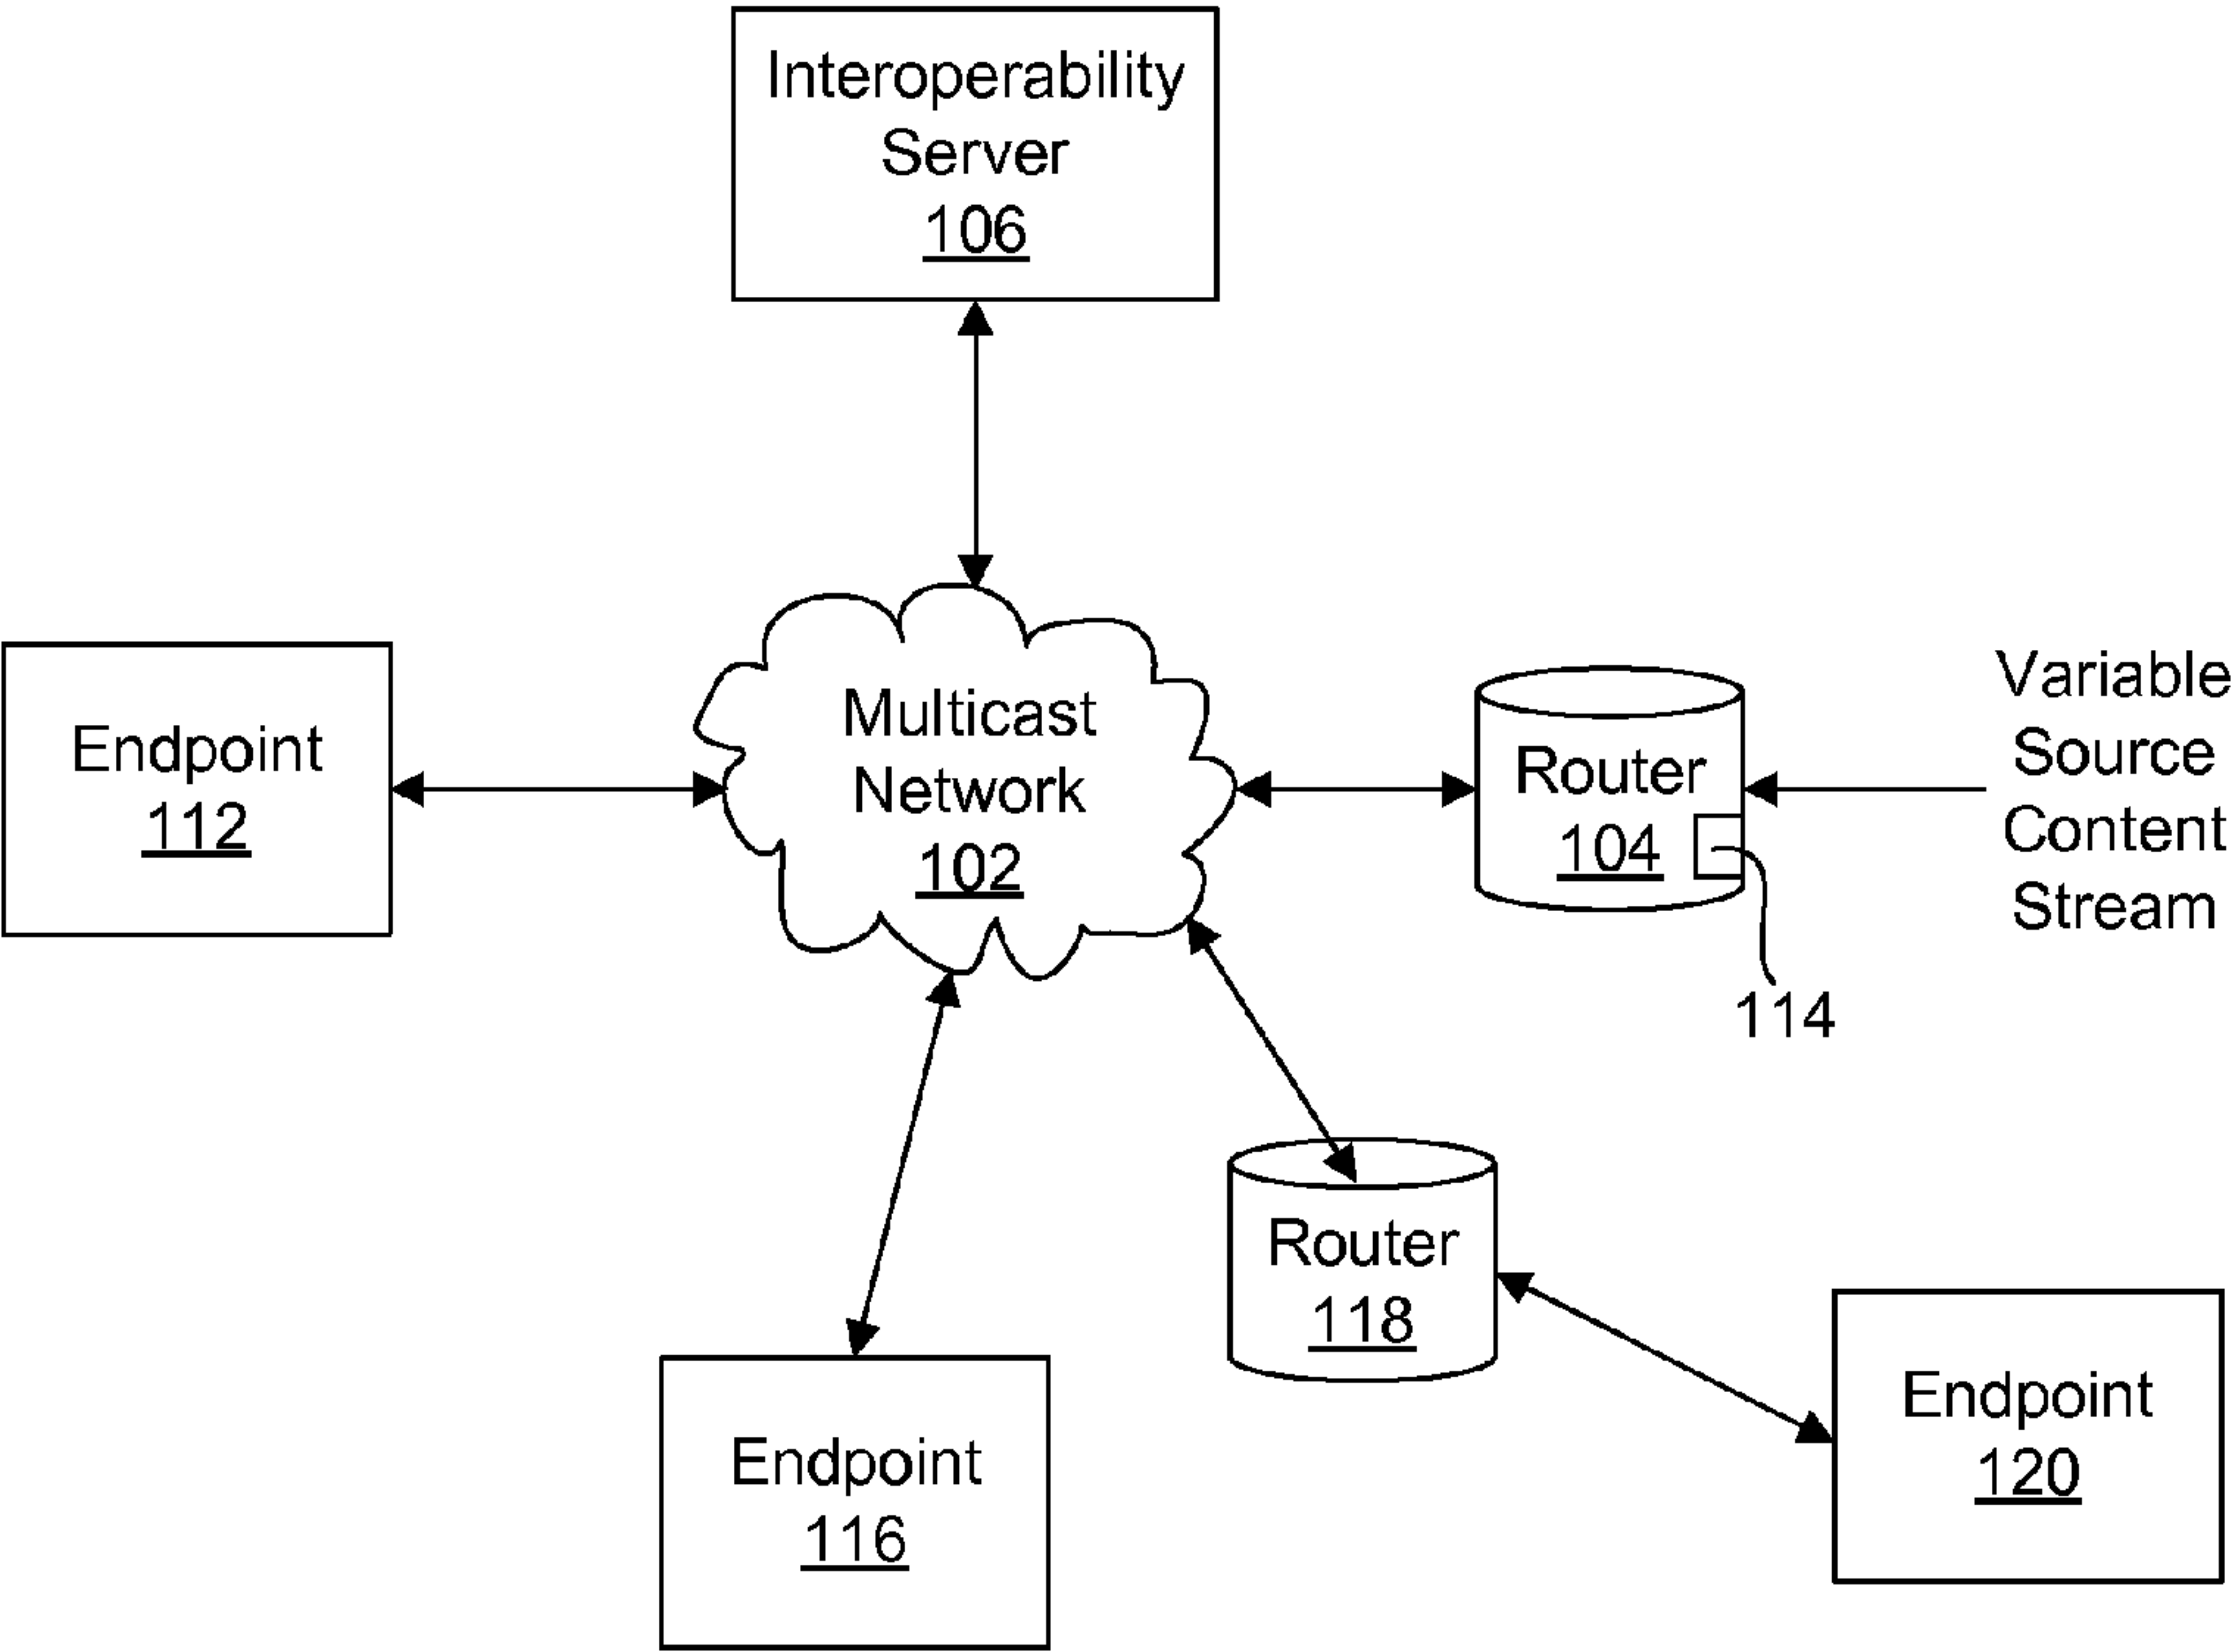 Interoperability
Server
106
Multicast
Network
102
Endpoint
112
Router
104
Variable
Source
Content
Stream
114
Router
118
Endpoint
116
Endpoint
120